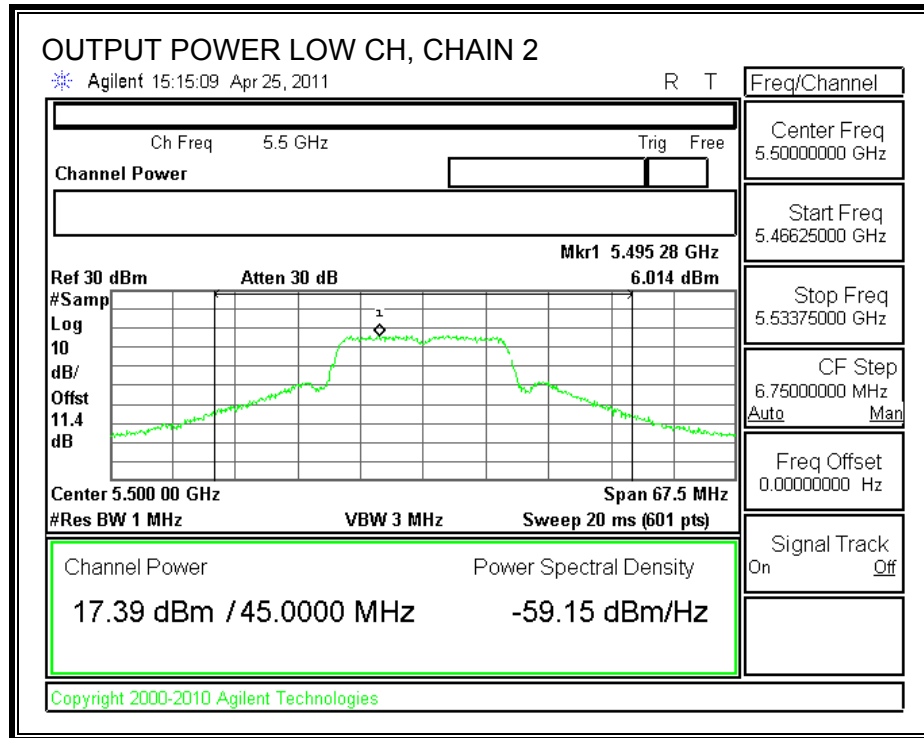 OUTPUT POWER LOW CH, CHAIN 2
Agilent 15:15:09 Apr 25, 2011 R T
Freq/Channel
Ch Freq 5.5 GHz Trig Free
Channel Power
Center Freq
5.50000000 GHz
Start Freq
5.46625000 GHz
Mkr1 5.495 28 GHz
Ref 30 dBm Atten 30 dB 6.014 dBm
#Samp
Log
10
dB/
Offst
11.4
dB
1
Stop Freq
5.53375000 GHz
CF Step
6.75000000 MHz
Auto Man
Center 5.500 00 GHz Span 67.5 MHz
#Res BW 1 MHz VBW 3 MHz Sweep 20 ms (601 pts)
Freq Offset
0.00000000 Hz
Signal Track
On Off
Channel Power Power Spectral Density
17.39 dBm / 45.0000 MHz -59.15 dBm/Hz
Copyright 2000-2010 Agilent Technologies